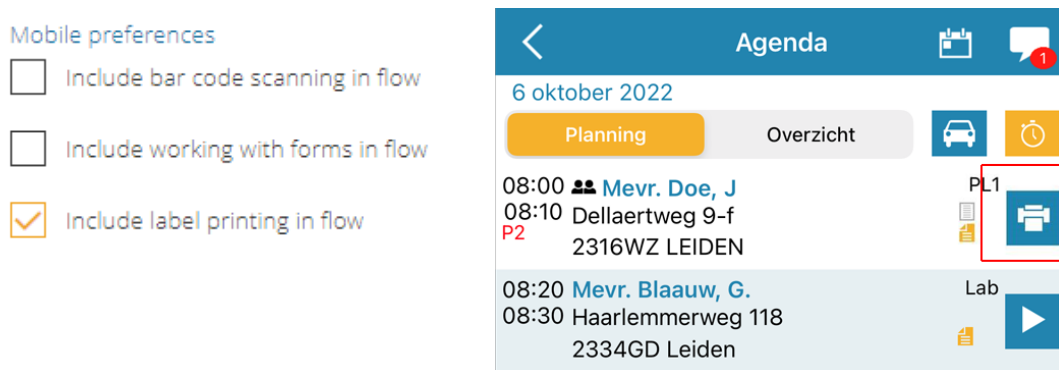 Mobile preferences
Include bar code scanning in flow
Include working with forms in flow
Include label printing in flow
Agenda
1
6 oktober 2022
Planning
Overzicht
08:00 Mevr. Doe, J PL1
08:10 Dellaertweg 9-f
P2
2316WZ LEIDEN
08:20 Mevr. Blaauw, G. Lab
08:30 Haarlemmerweg 118
2334GD Leiden